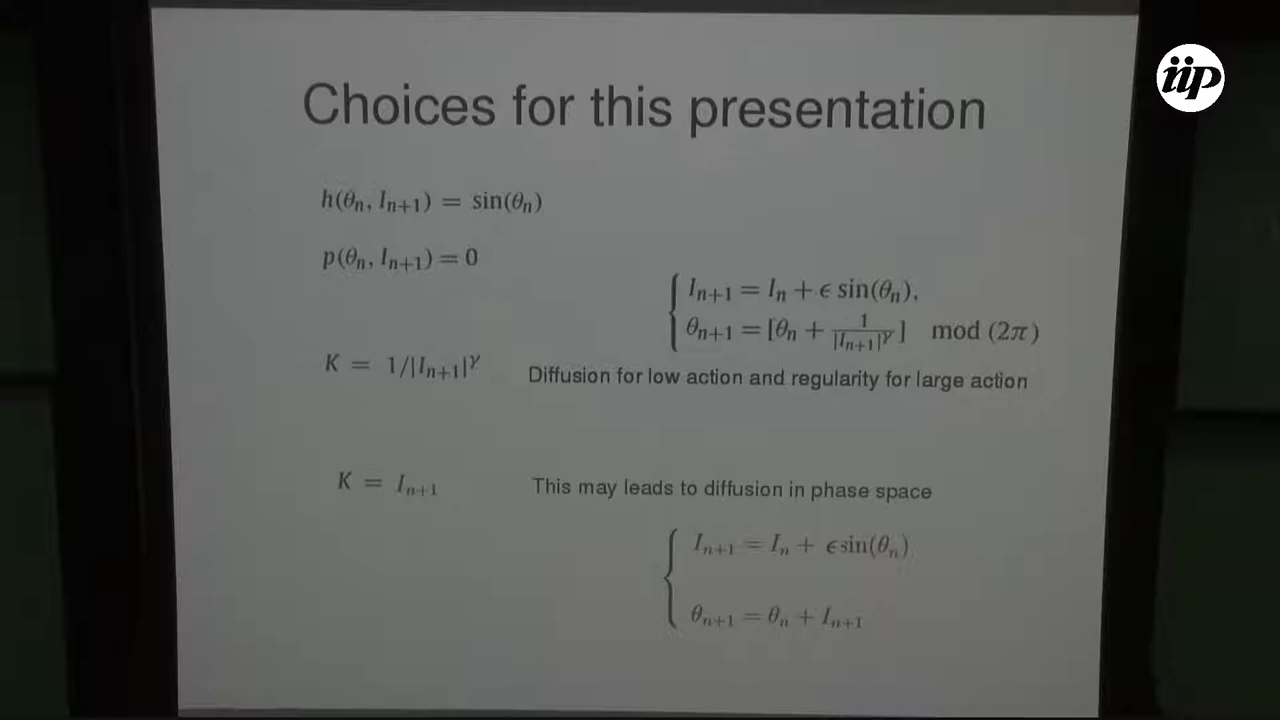 iip
Choices for this presentation
h(θₙ, Iₙ₊₁) = sin(θₙ)
p(θₙ, Iₙ₊₁) = 0
{ Iₙ₊₁ = Iₙ + ϵ sin(θₙ),
θₙ₊₁ = [θₙ + 1/|Iₙ₊₁|^γ] mod (2π)
K = 1/|Iₙ₊₁|^γ
Diffusion for low action and regularity for large action
K = Iₙ₊₁
This may leads to diffusion in phase space
{ Iₙ₊₁ = Iₙ + ϵsin(θₙ)
θₙ₊₁ = θₙ + Iₙ₊₁